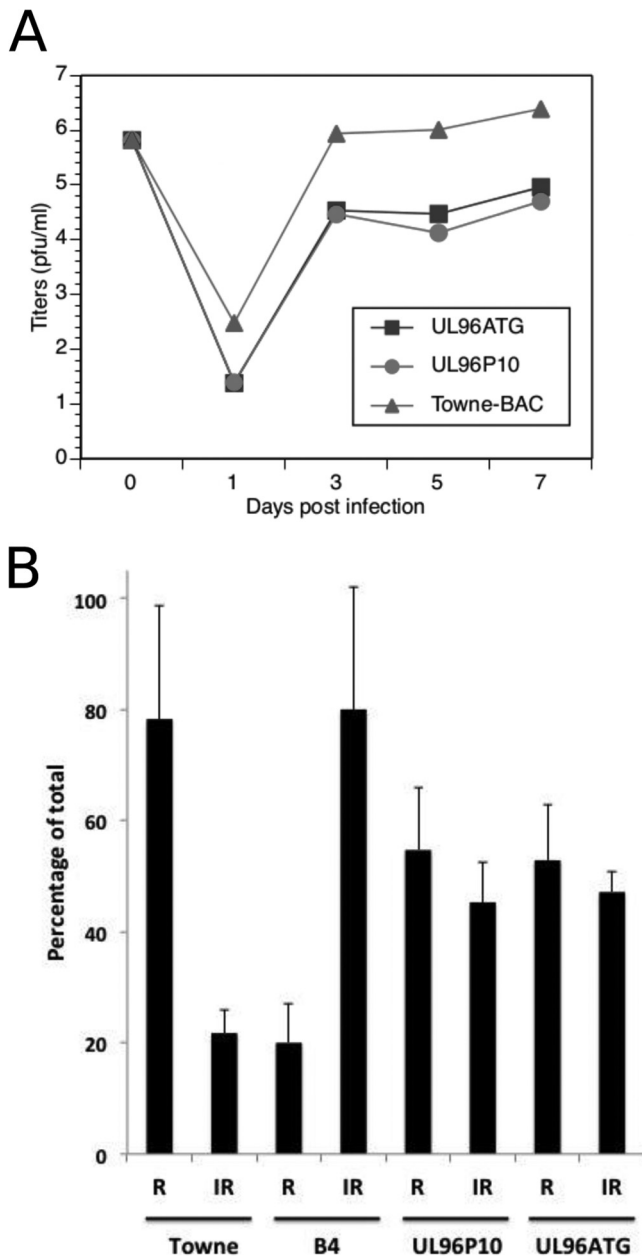 A
7
6
5
4
3
2
1
0
Titers (pfu/ml)
UL96ATG
UL96P10
Towne-BAC
0 1 3 5 7
Days post infection
B
100
80
60
40
20
0
Percentage of total
R IR R IR R IR R IR
Towne B4 UL96P10 UL96ATG